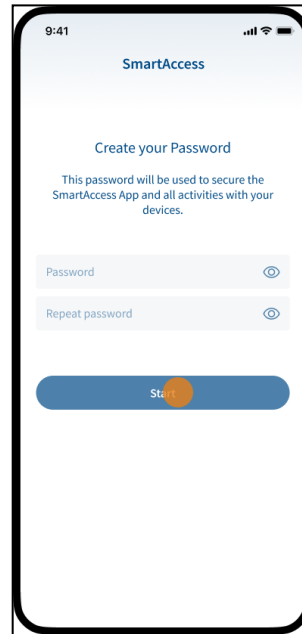 9:41
SmartAccess
Create your Password
This password will be used to secure the
SmartAccess App and all activities with your
devices.
Password
Repeat password
Start